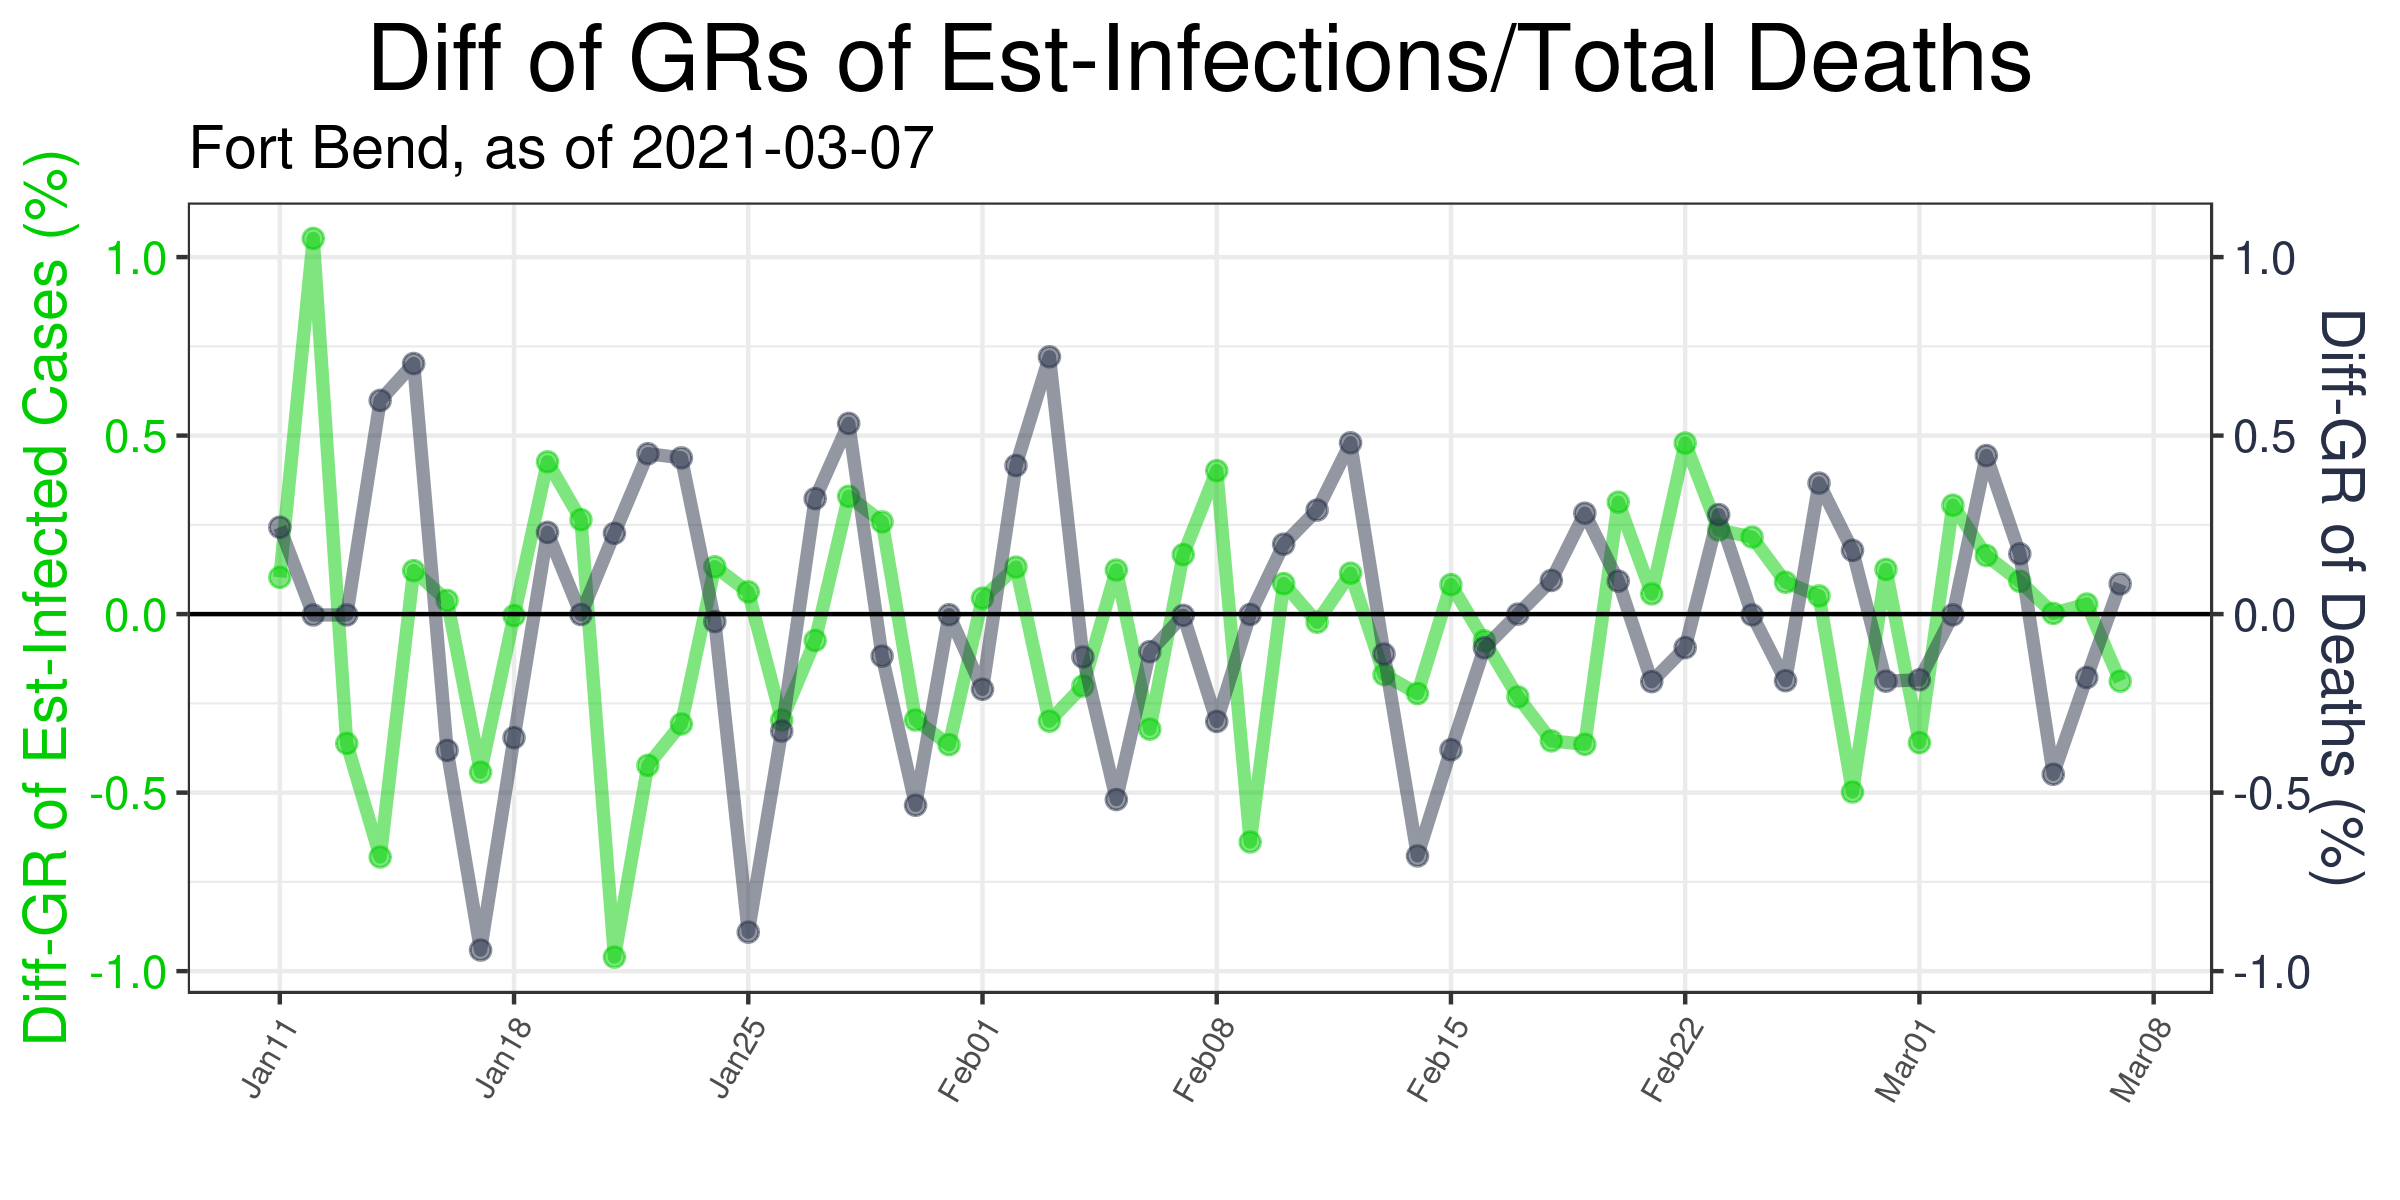 Diff of GRs of Est-Infections/Total Deaths
Fort Bend, as of 2021-03-07
Diff-GR of Est-Infected Cases (%)
1.0
0.5
0.0
-0.5
-1.0
1.0
0.5
0.0
-0.5
-1.0
Diff-GR of Deaths (%)
Jan11
Jan18
Jan25
Feb01
Feb08
Feb15
Feb22
Mar01
Mar08